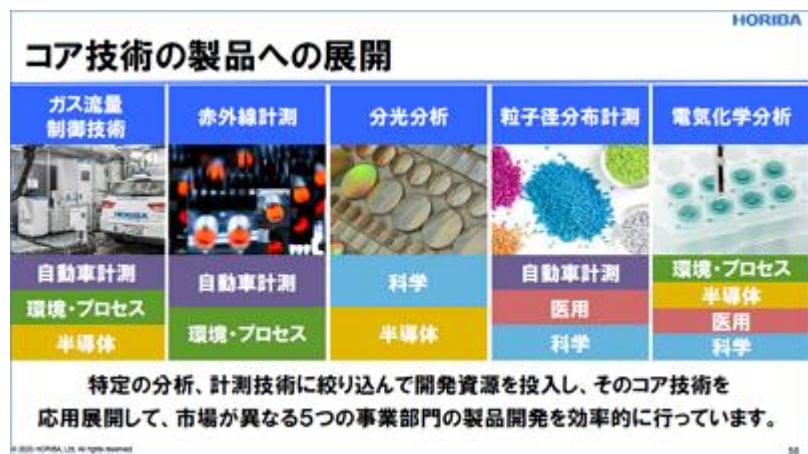 HORIBA
コア技術の製品への展開
ガス流量
制御技術
赤外線計測
分光分析
粒子径分布計測
電気化学分析
HORIBA
自動車計測
環境・プロセス
半導体
自動車計測
環境・プロセス
科学
半導体
自動車計測
医用
科学
環境・プロセス
半導体
医用
科学
特定の分析、計測技術に絞り込んで開発資源を投入し、そのコア技術を
応用展開して、市場が異なる5つの事業部門の製品開発を効率的に行っています。
HORIBA, Ltd. All rights reserved.